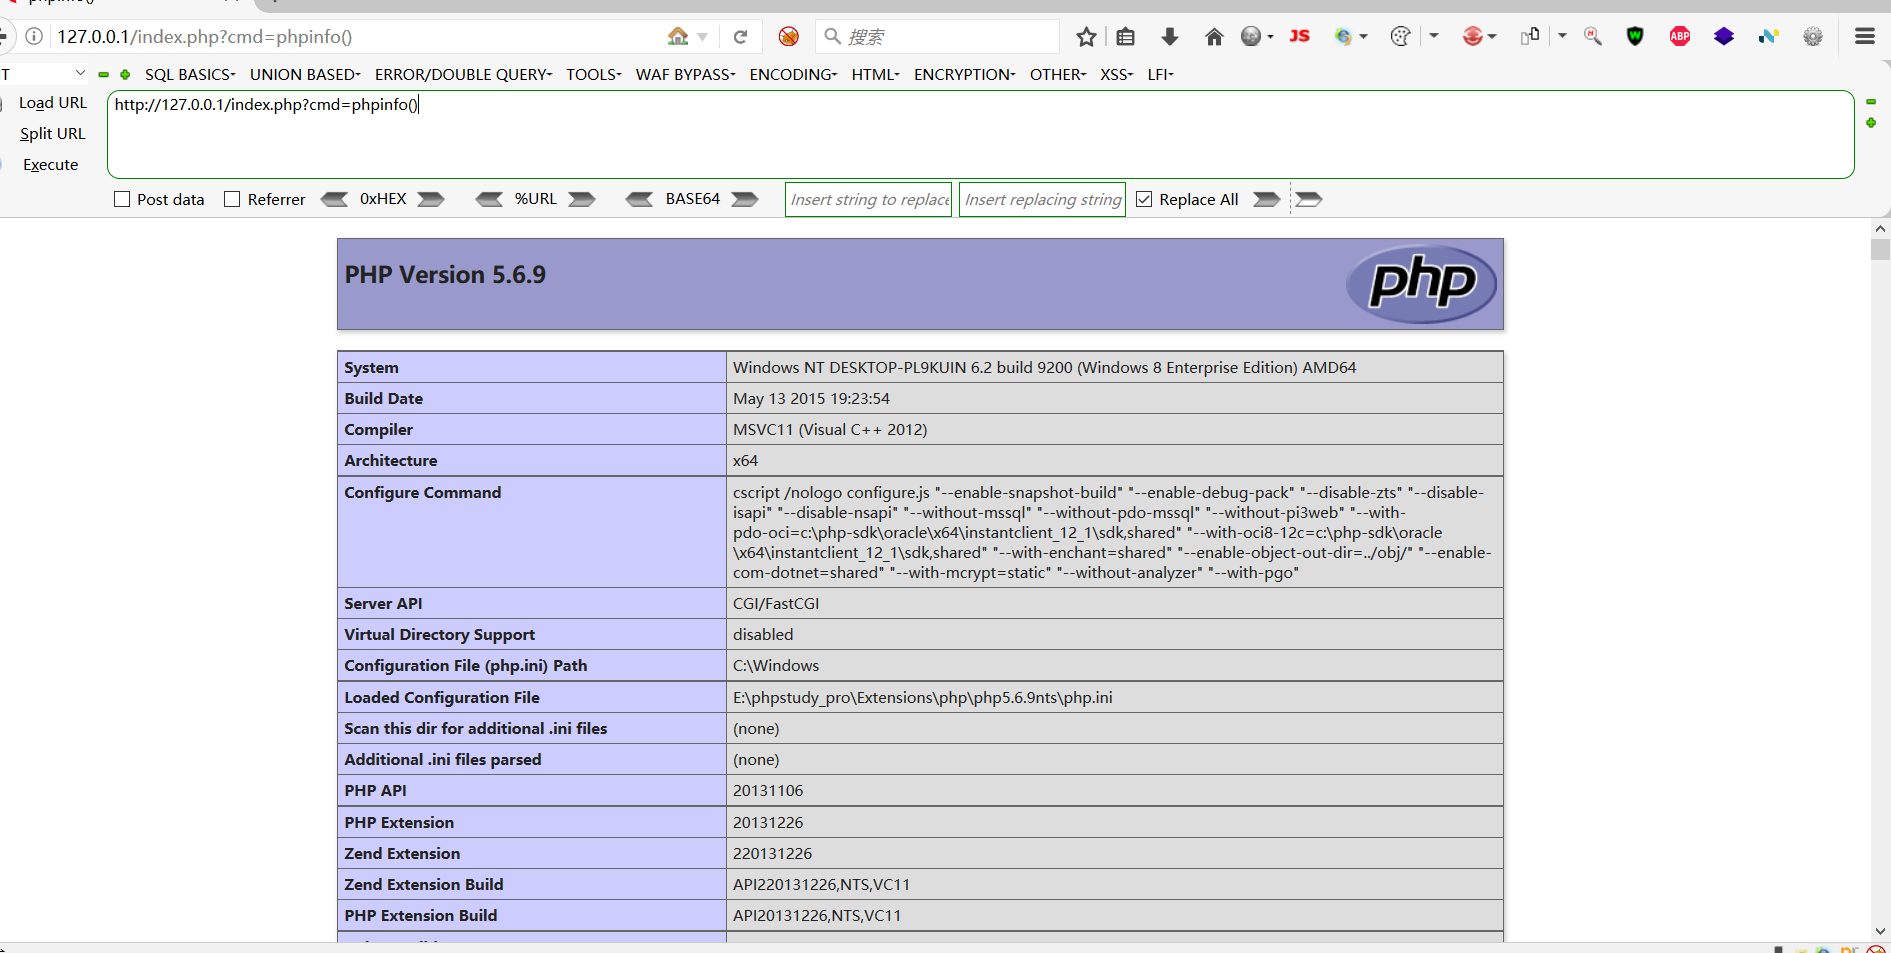 phpinfo()
127.0.0.1/index.php?cmd=phpinfo()
搜索
JS
ABP
SQL BASICS
UNION BASED
ERROR/DOUBLE QUERY
TOOLS
WAF BYPASS
ENCODING
HTML
ENCRYPTION
OTHER
XSS
LFI
Load URL
http://127.0.0.1/index.php?cmd=phpinfo()
Split URL
Execute
Post data
Referrer
0xHEX
%URL
BASE64
Insert string to replace
Insert replacing string
Replace All
PHP Version 5.6.9
php
System
Windows NT DESKTOP-PL9KUIN 6.2 build 9200 (Windows 8 Enterprise Edition) AMD64
Build Date
May 13 2015 19:23:54
Compiler
MSVC11 (Visual C++ 2012)
Architecture
x64
Configure Command
cscript /nologo configure.js "--enable-snapshot-build" "--enable-debug-pack" "--disable-zts" "--disable-
isapi" "--disable-nsapi" "--without-mssql" "--without-pdo-mssql" "--without-pi3web" "--with-
pdo-oci=c:\php-sdk\oracle\x64\instantclient_12_1\sdk,shared" "--with-oci8-12c=c:\php-sdk\oracle
\x64\instantclient_12_1\sdk,shared" "--with-enchant=shared" "--enable-object-out-dir=../obj/" "--enable-
com-dotnet=shared" "--with-mcrypt=static" "--without-analyzer" "--with-pgo"
Server API
CGI/FastCGI
Virtual Directory Support
disabled
Configuration File (php.ini) Path
C:\Windows
Loaded Configuration File
E:\phpstudy_pro\Extensions\php\php5.6.9nts\php.ini
Scan this dir for additional .ini files
(none)
Additional .ini files parsed
(none)
PHP API
20131106
PHP Extension
20131226
Zend Extension
220131226
Zend Extension Build
API220131226,NTS,VC11
PHP Extension Build
API20131226,NTS,VC11